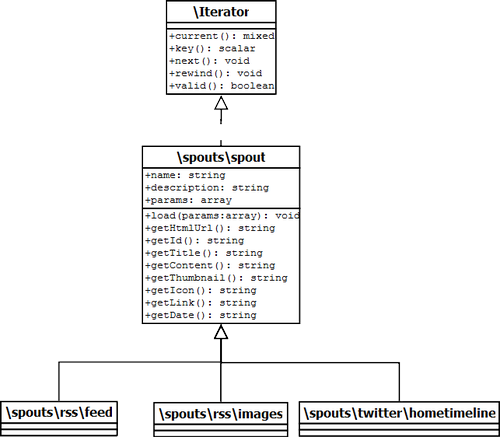 \Iterator
+current(): mixed
+key(): scalar
+next(): void
+rewind(): void
+valid(): boolean
\spouts\spout
+name: string
+description: string
+params: array
+load(params:array): void
+getHtmlUrl(): string
+getId(): string
+getTitle(): string
+getContent(): string
+getThumbnail(): string
+getIcon(): string
+getLink(): string
+getDate(): string
\spouts\rss\feed
\spouts\rss\images
\spouts\twitter\hometimeline